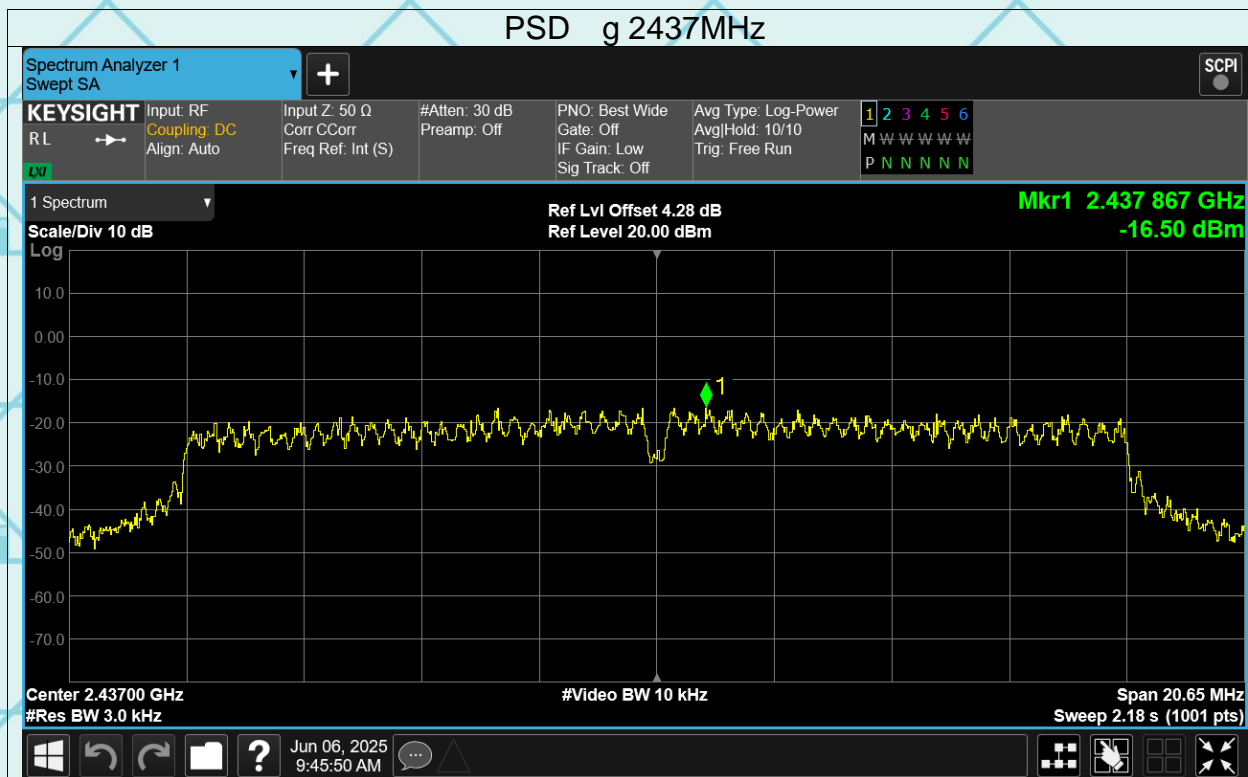 PSD g 2437MHz
Spectrum Analyzer 1
Swept SA
+
SCPI
KEYSIGHT
RL
LXI
Input: RF
Coupling: DC
Align: Auto
Input Z: 50 Ω
Corr CCorr
Freq Ref: Int (S)
#Atten: 30 dB
Preamp: Off
PNO: Best Wide
Gate: Off
IF Gain: Low
Sig Track: Off
Avg Type: Log-Power
Avg|Hold: 10/10
Trig: Free Run
1 2 3 4 5 6
M W W W W W
P N N N N N
1 Spectrum
Scale/Div 10 dB
Ref Lvl Offset 4.28 dB
Ref Level 20.00 dBm
Mkr1 2.437 867 GHz
-16.50 dBm
Log
10.0
0.00
-10.0
-20.0
-30.0
-40.0
-50.0
-60.0
-70.0
1
Center 2.43700 GHz
#Res BW 3.0 kHz
#Video BW 10 kHz
Span 20.65 MHz
Sweep 2.18 s (1001 pts)
?
Jun 06, 2025
9:45:50 AM